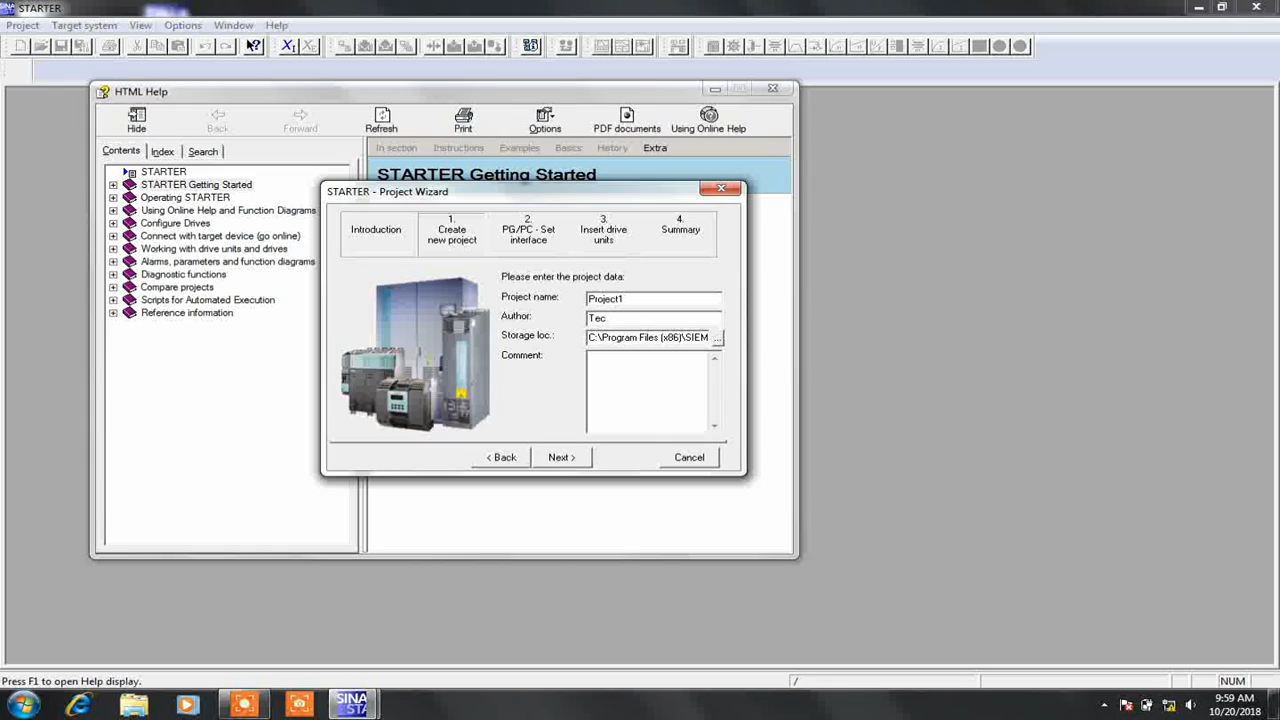 STARTER
Project Target system View Options Window Help
HTML Help
Hide Back Forward Refresh Print Options PDF documents Using Online Help
Contents Index Search
In section Instructions Examples Basics History Extra
STARTER
STARTER Getting Started
Operating STARTER
Using Online Help and Function Diagrams
Configure Drives
Connect with target device (go online)
Working with drive units and drives
Alarms, parameters and function diagrams
Diagnostic functions
Compare projects
Scripts for Automated Execution
Reference information
STARTER Getting Started
STARTER - Project Wizard
Introduction
1.
Create
new project
2.
PG/PC - Set
interface
3.
Insert drive
units
4.
Summary
Please enter the project data:
Project name: Project1
Author: Tec
Storage loc.: C:\Program Files (x86)\SIEM ...
Comment:
< Back Next > Cancel
Press F1 to open Help display.
/
NUM
SINA
STA
9:59 AM
10/20/2018